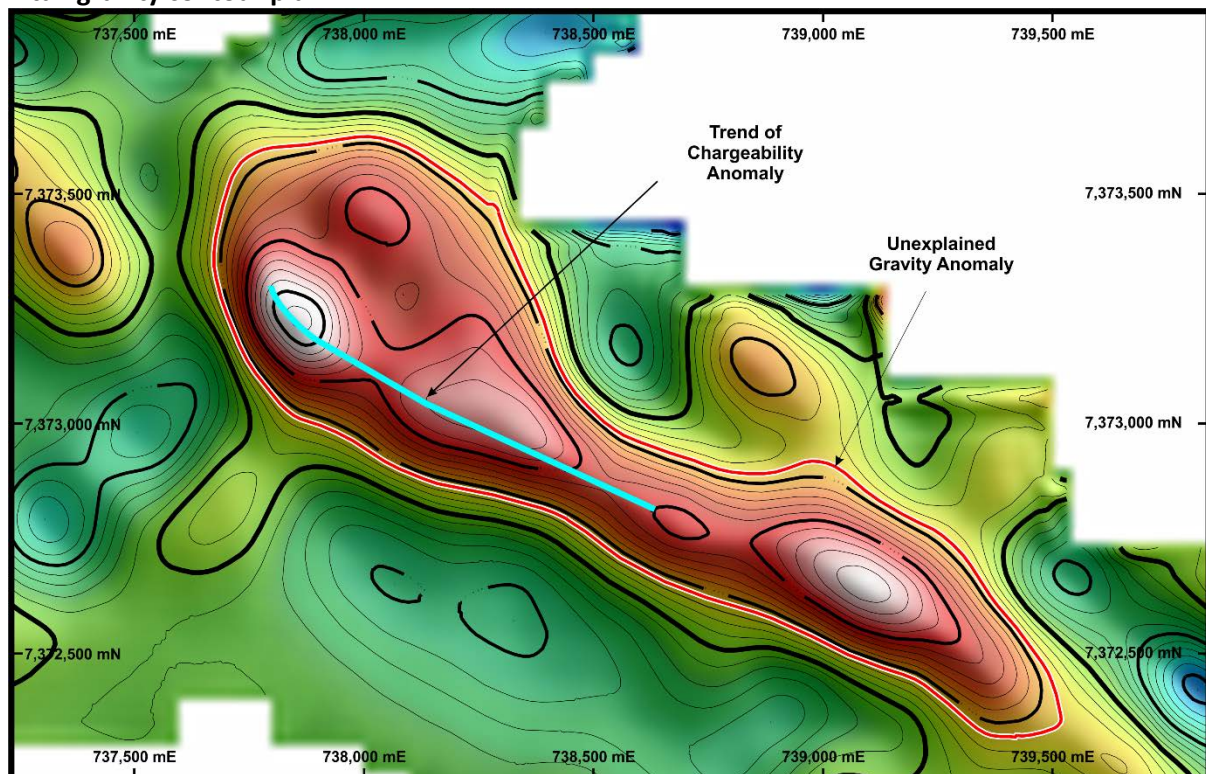 737,500 mE 738,000 mE 738,500 mE 739,000 mE 739,500 mE
Trend of
Chargeability
Anomaly
7,373,500 mN 7,373,500 mN
Unexplained
Gravity Anomaly
7,373,000 mN 7,373,000 mN
7,372,500 mN 7,372,500 mN
737,500 mE 738,000 mE 738,500 mE 739,000 mE 739,500 mE